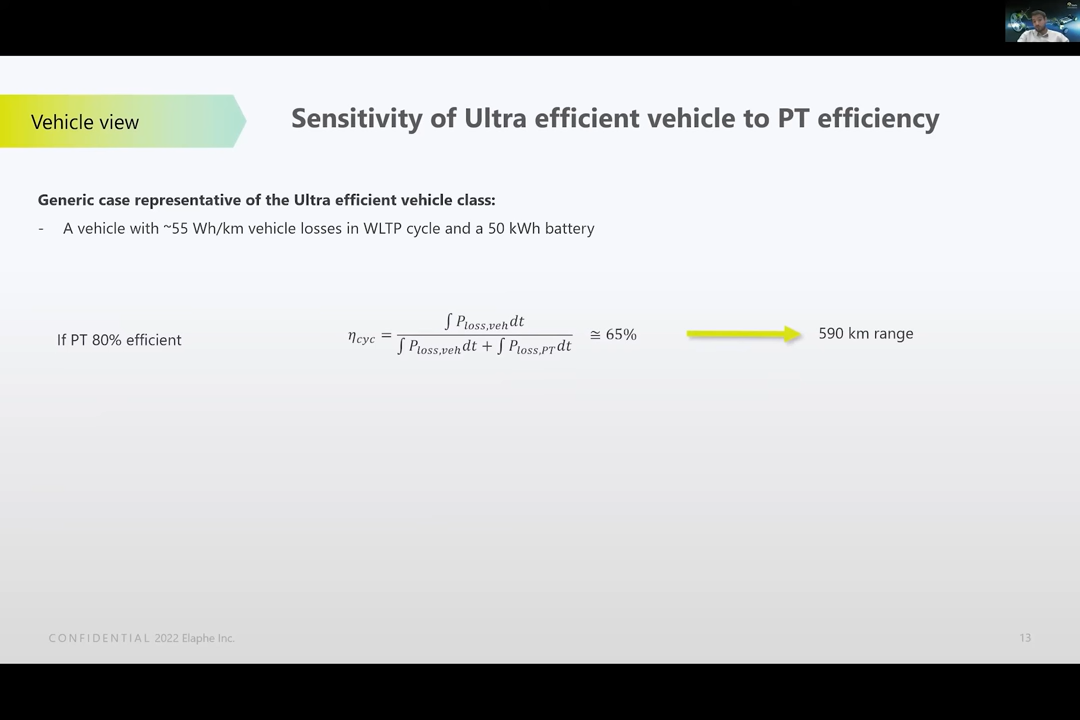 Vehicle view
Sensitivity of Ultra efficient vehicle to PT efficiency
Generic case representative of the Ultra efficient vehicle class:
- A vehicle with ~55 Wh/km vehicle losses in WLTP cycle and a 50 kWh battery
If PT 80% efficient
η_cyc = ∫ P_loss,veh dt / (∫ P_loss,veh dt + ∫ P_loss,PT dt) ≅ 65%
590 km range
CONFIDENTIAL 2022 Elaphe Inc.
13